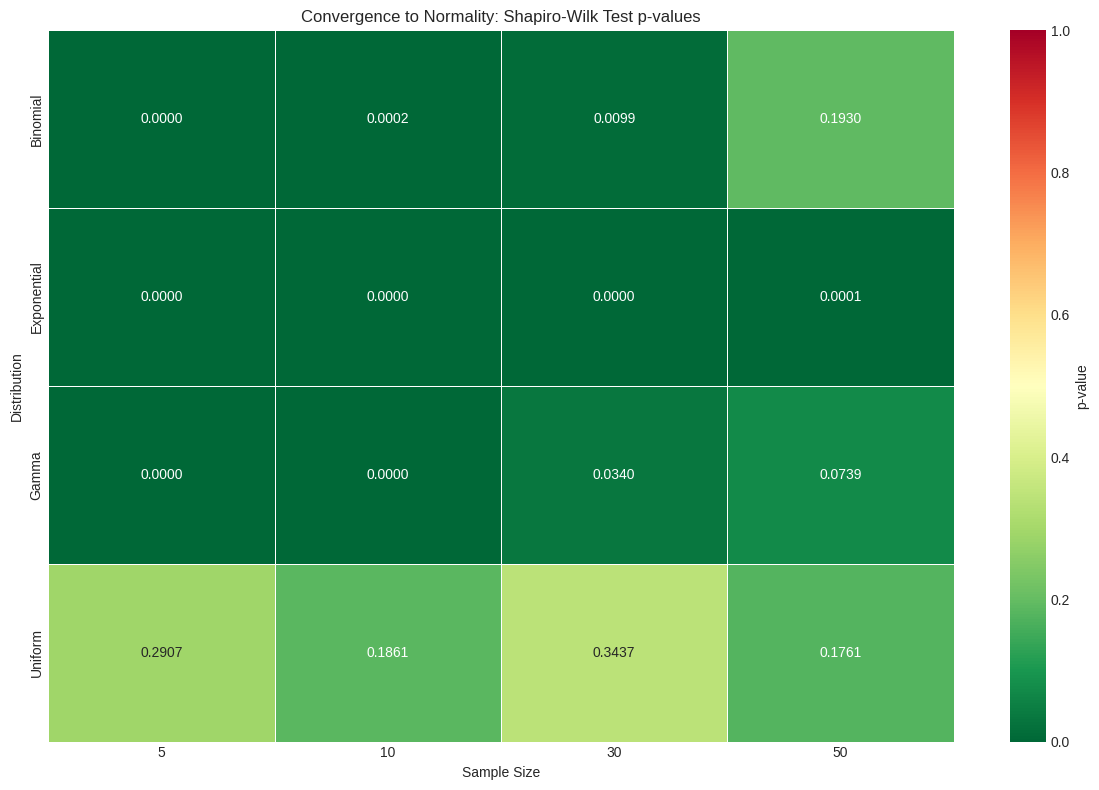 Convergence to Normality: Shapiro-Wilk Test p-values
Distribution
Binomial
0.0000 0.0002 0.0099 0.1930
Exponential
0.0000 0.0000 0.0000 0.0001
Gamma
0.0000 0.0000 0.0340 0.0739
Uniform
0.2907 0.1861 0.3437 0.1761
5 10 30 50
Sample Size
1.0
0.8
0.6
0.4
0.2
0.0
p-value